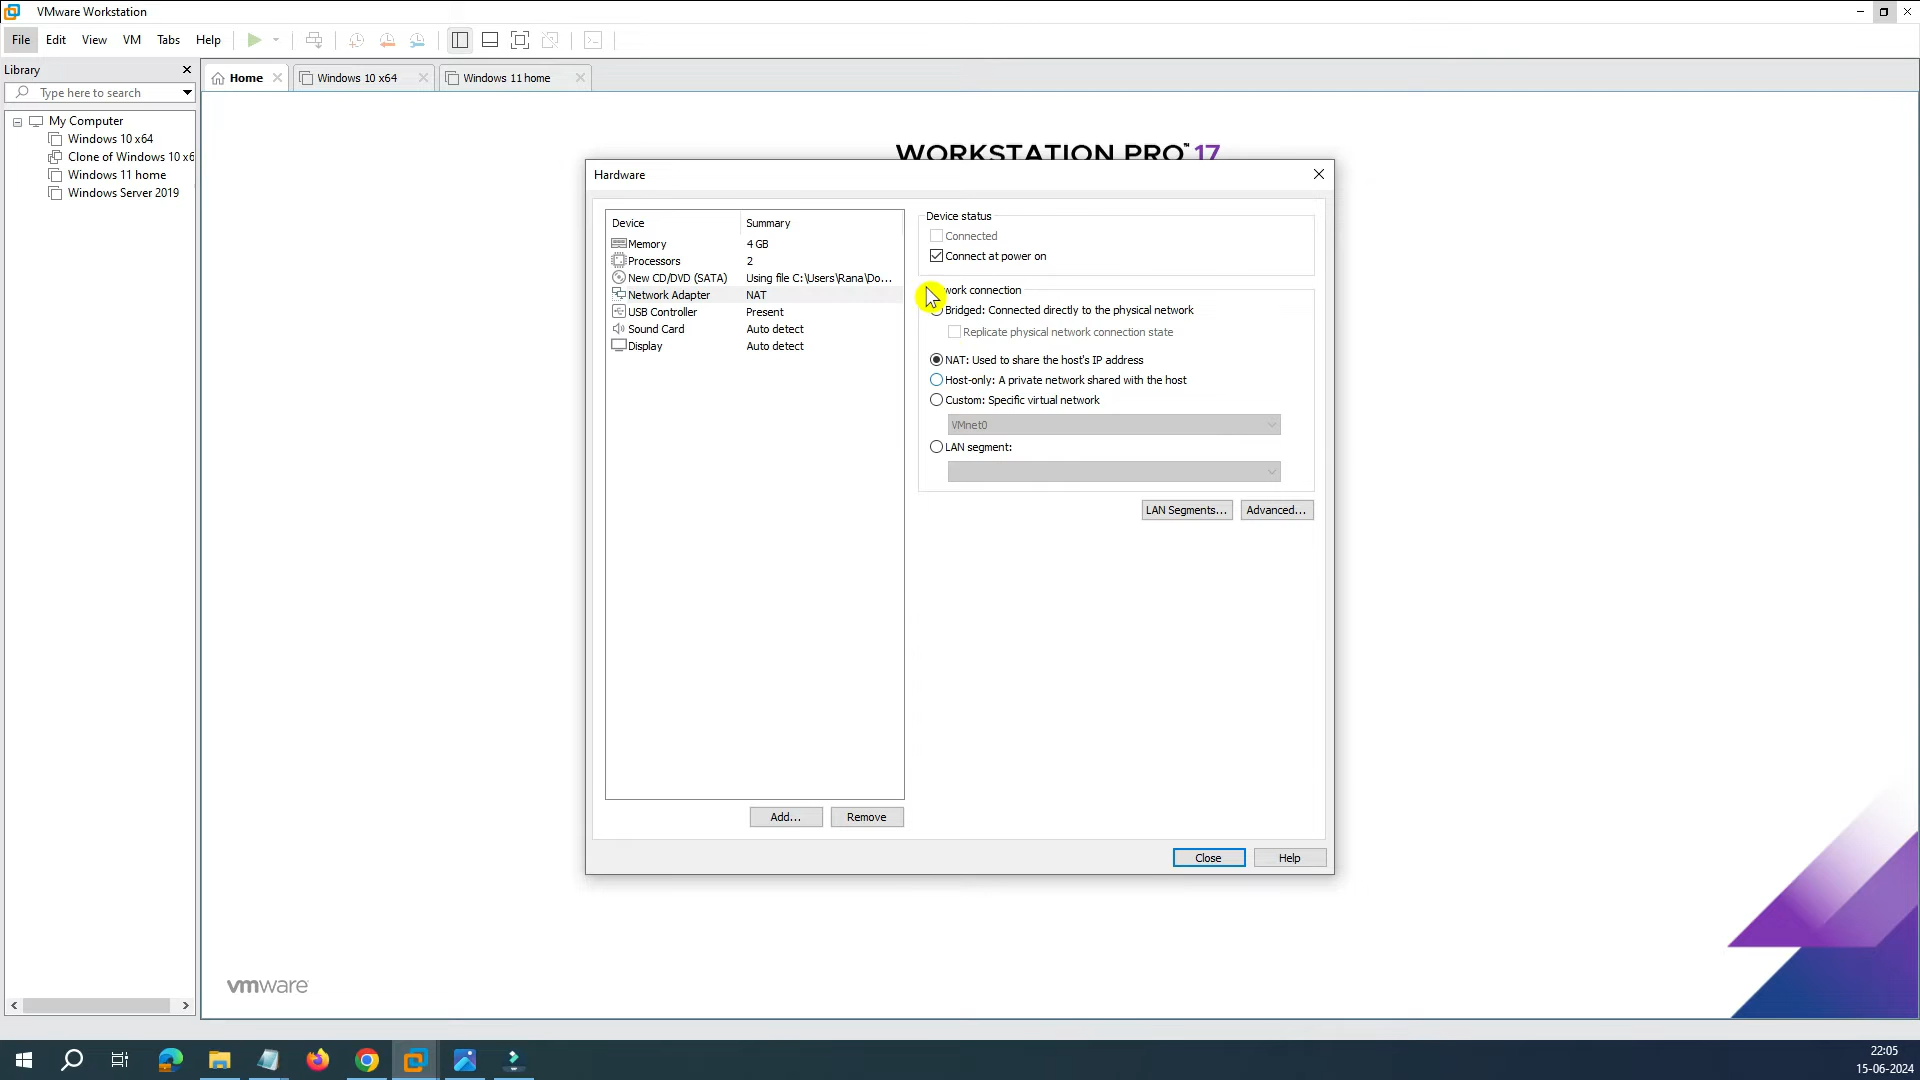 VMware Workstation
File Edit View VM Tabs Help
Library
Type here to search
My Computer
Windows 10 x64
Clone of Windows 10 x6
Windows 11 home
Windows Server 2019
Home
Windows 10 x64
Windows 11 home
WORKSTATION PRO™ 17
Hardware
Device Summary
Memory 4 GB
Processors 2
New CD/DVD (SATA) Using file C:\Users\Rana\Do...
Network Adapter NAT
USB Controller Present
Sound Card Auto detect
Display Auto detect
Add... Remove
Device status
Connected
Connect at power on
work connection
Bridged: Connected directly to the physical network
Replicate physical network connection state
NAT: Used to share the host's IP address
Host-only: A private network shared with the host
Custom: Specific virtual network
VMnet0
LAN segment:
LAN Segments... Advanced...
Close Help
vmware
22:05
15-06-2024